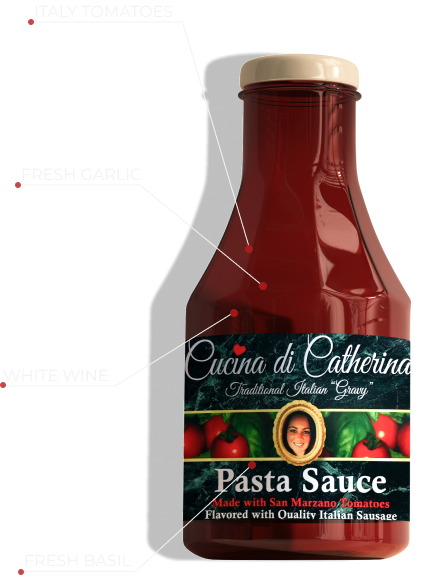 ITALY TOMATOES
FRESH GARLIC
WHITE WINE
FRESH BASIL
Cucina di Catherina
Traditional Italian “Gravy”
Pasta Sauce
Made with San Marzano Tomatoes
Flavored with Quality Italian Sausage